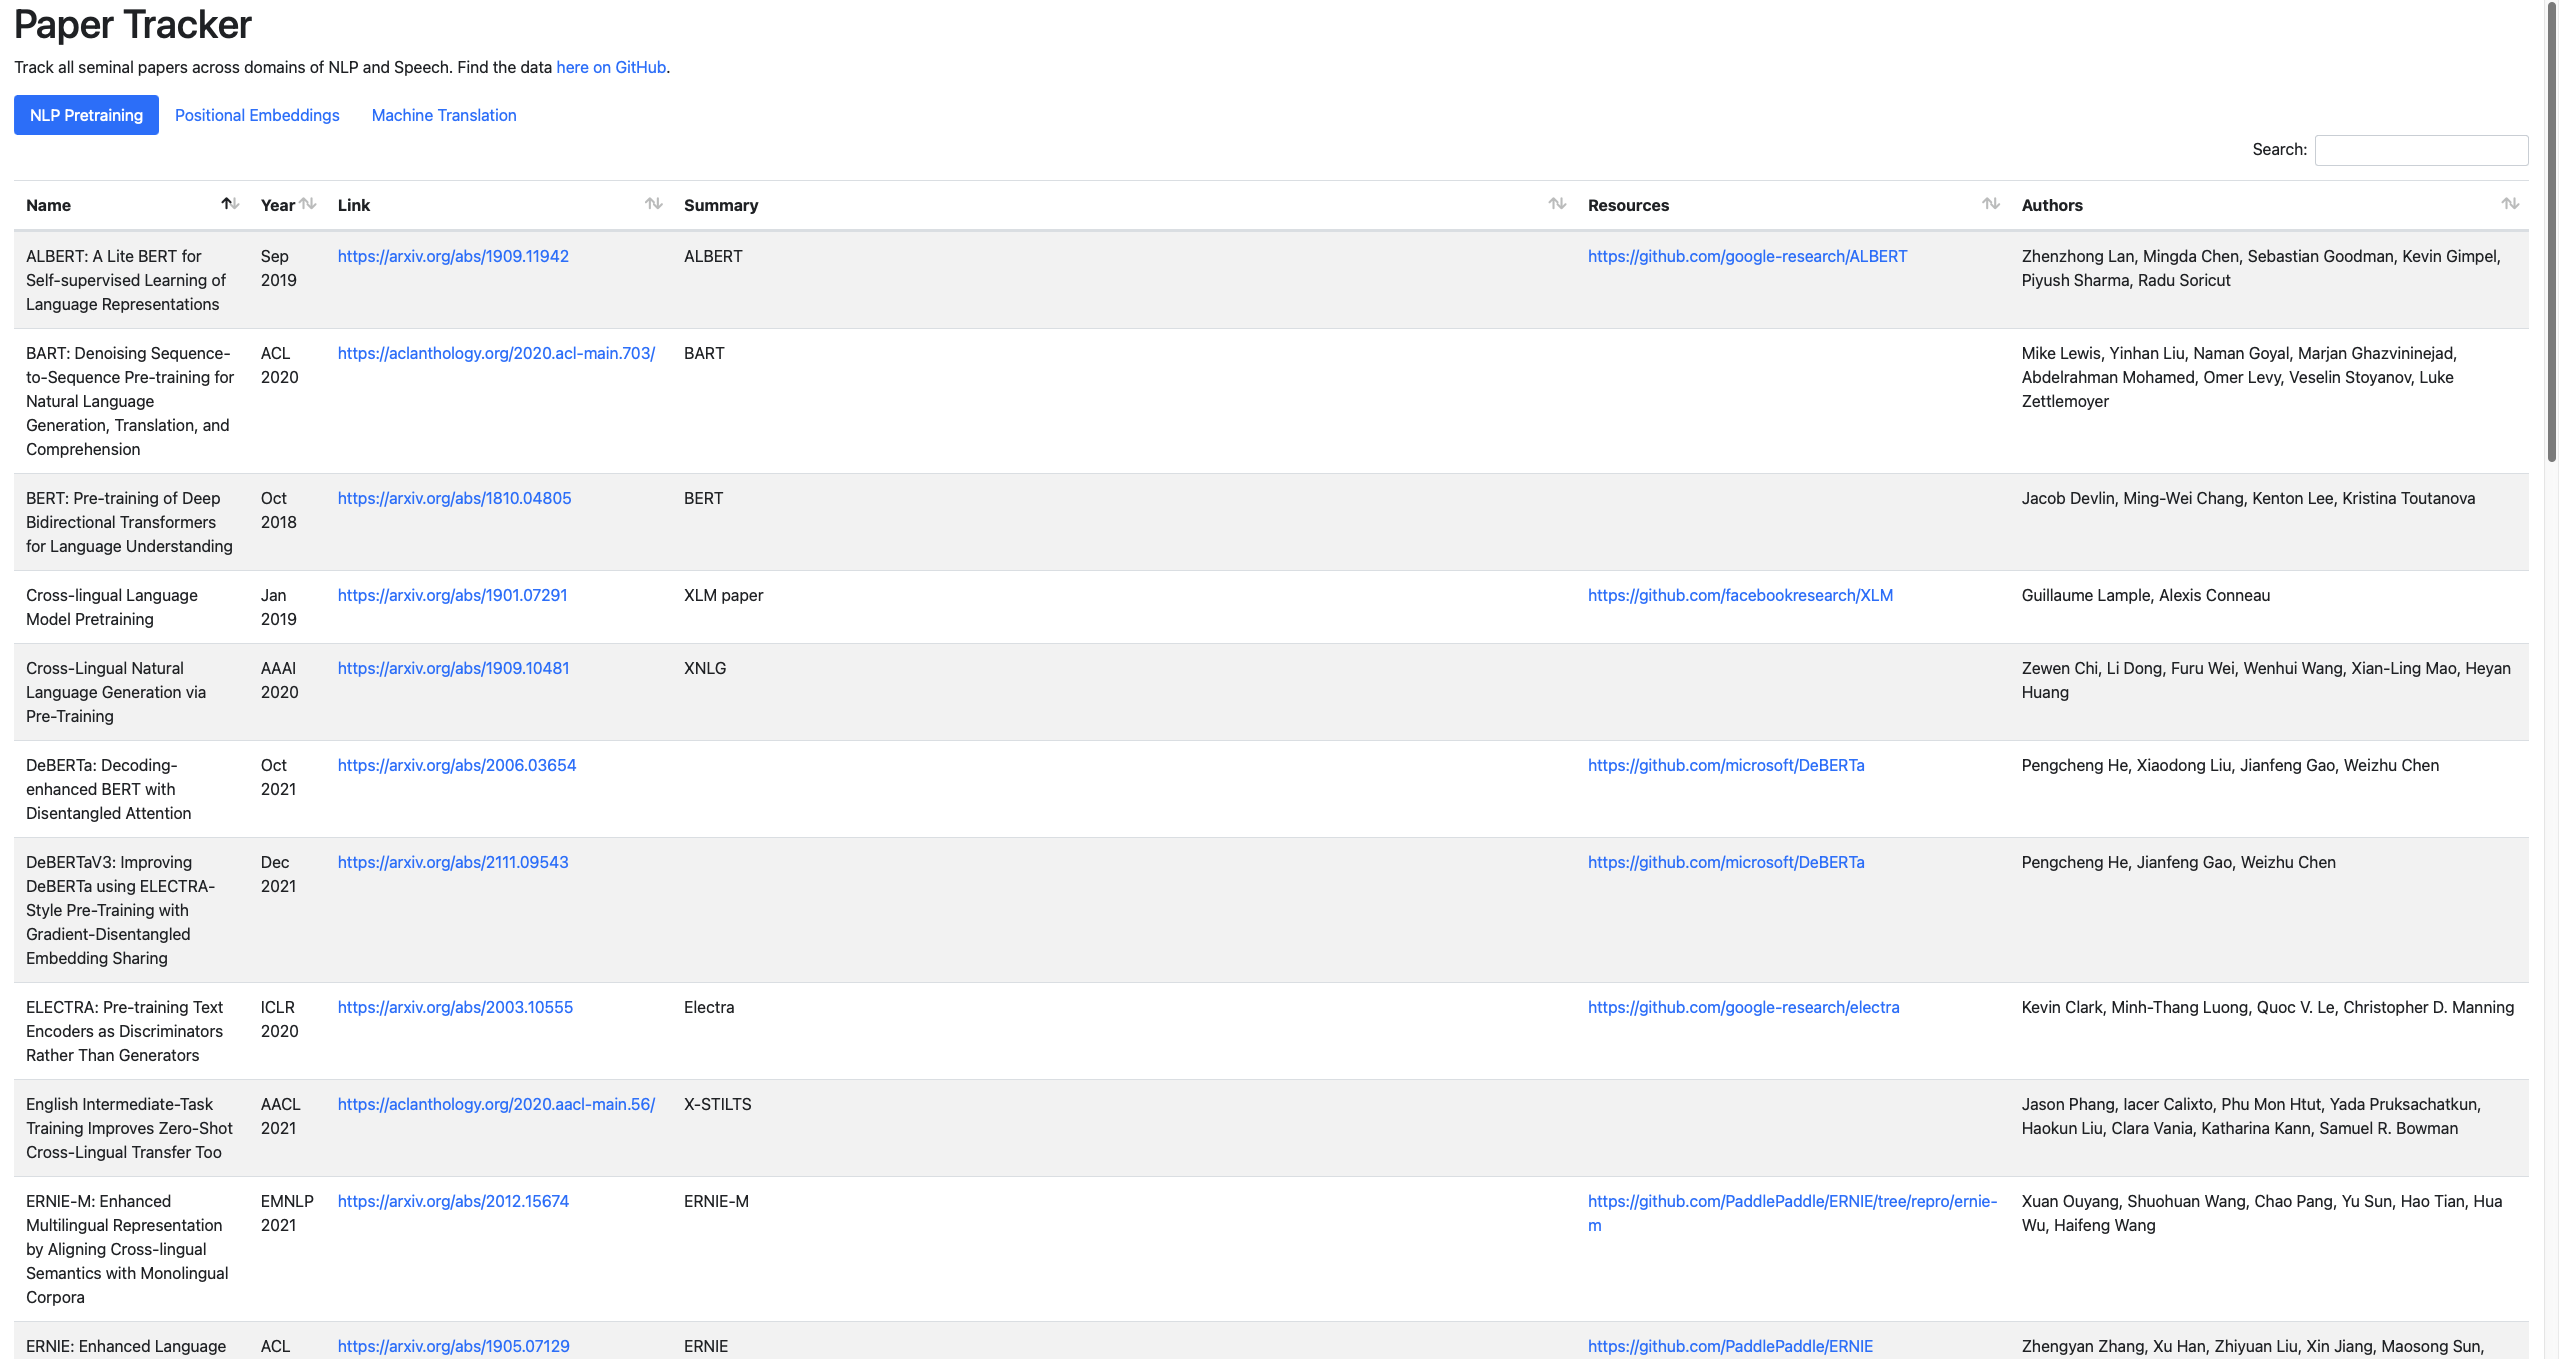 Paper Tracker
Track all seminal papers across domains of NLP and Speech. Find the data here on GitHub.
NLP Pretraining Positional Embeddings Machine Translation
Search:
Name Year Link Summary Resources Authors
ALBERT: A Lite BERT for Sep https://arxiv.org/abs/1909.11942 ALBERT https://github.com/google-research/ALBERT Zhenzhong Lan, Mingda Chen, Sebastian Goodman, Kevin Gimpel,
Self-supervised Learning of 2019 Piyush Sharma, Radu Soricut
Language Representations
BART: Denoising Sequence- ACL https://aclanthology.org/2020.acl-main.703/ BART Mike Lewis, Yinhan Liu, Naman Goyal, Marjan Ghazvininejad,
to-Sequence Pre-training for 2020 Abdelrahman Mohamed, Omer Levy, Veselin Stoyanov, Luke
Natural Language Zettlemoyer
Generation, Translation, and
Comprehension
BERT: Pre-training of Deep Oct https://arxiv.org/abs/1810.04805 BERT Jacob Devlin, Ming-Wei Chang, Kenton Lee, Kristina Toutanova
Bidirectional Transformers 2018
for Language Understanding
Cross-lingual Language Jan https://arxiv.org/abs/1901.07291 XLM paper https://github.com/facebookresearch/XLM Guillaume Lample, Alexis Conneau
Model Pretraining 2019
Cross-Lingual Natural AAAI https://arxiv.org/abs/1909.10481 XNLG Zewen Chi, Li Dong, Furu Wei, Wenhui Wang, Xian-Ling Mao, Heyan
Language Generation via 2020 Huang
Pre-Training
DeBERTa: Decoding- Oct https://arxiv.org/abs/2006.03654 https://github.com/microsoft/DeBERTa Pengcheng He, Xiaodong Liu, Jianfeng Gao, Weizhu Chen
enhanced BERT with 2021
Disentangled Attention
DeBERTaV3: Improving Dec https://arxiv.org/abs/2111.09543 https://github.com/microsoft/DeBERTa Pengcheng He, Jianfeng Gao, Weizhu Chen
DeBERTa using ELECTRA- 2021
Style Pre-Training with
Gradient-Disentangled
Embedding Sharing
ELECTRA: Pre-training Text ICLR https://arxiv.org/abs/2003.10555 Electra https://github.com/google-research/electra Kevin Clark, Minh-Thang Luong, Quoc V. Le, Christopher D. Manning
Encoders as Discriminators 2020
Rather Than Generators
English Intermediate-Task AACL https://aclanthology.org/2020.aacl-main.56/ X-STILTS Jason Phang, Iacer Calixto, Phu Mon Htut, Yada Pruksachatkun,
Training Improves Zero-Shot 2021 Haokun Liu, Clara Vania, Katharina Kann, Samuel R. Bowman
Cross-Lingual Transfer Too
ERNIE-M: Enhanced EMNLP https://arxiv.org/abs/2012.15674 ERNIE-M https://github.com/PaddlePaddle/ERNIE/tree/repro/ernie- Xuan Ouyang, Shuohuan Wang, Chao Pang, Yu Sun, Hao Tian, Hua
Multilingual Representation 2021 m Wu, Haifeng Wang
by Aligning Cross-lingual
Semantics with Monolingual
Corpora
ERNIE: Enhanced Language ACL https://arxiv.org/abs/1905.07129 ERNIE https://github.com/PaddlePaddle/ERNIE Zhengyan Zhang, Xu Han, Zhiyuan Liu, Xin Jiang, Maosong Sun,